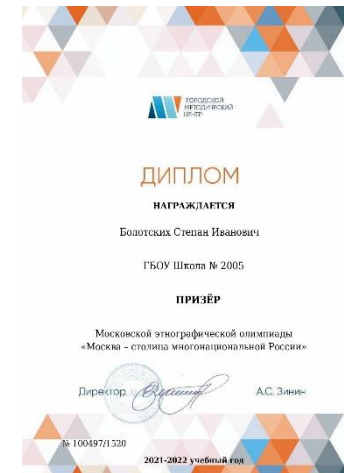 ГОРОДСКОЙ
МЕТОДИЧЕСКИЙ
ЦЕНТР
ДИПЛОМ
НАГРАЖДАЕТСЯ
Болотских Степан Иванович
ГБОУ Школа № 2005
ПРИЗЁР
Московской этнографической олимпиады
«Москва – столица многонациональной России»
Директор А.С. Зинин
№ 100497/1520
2021-2022 учебный год